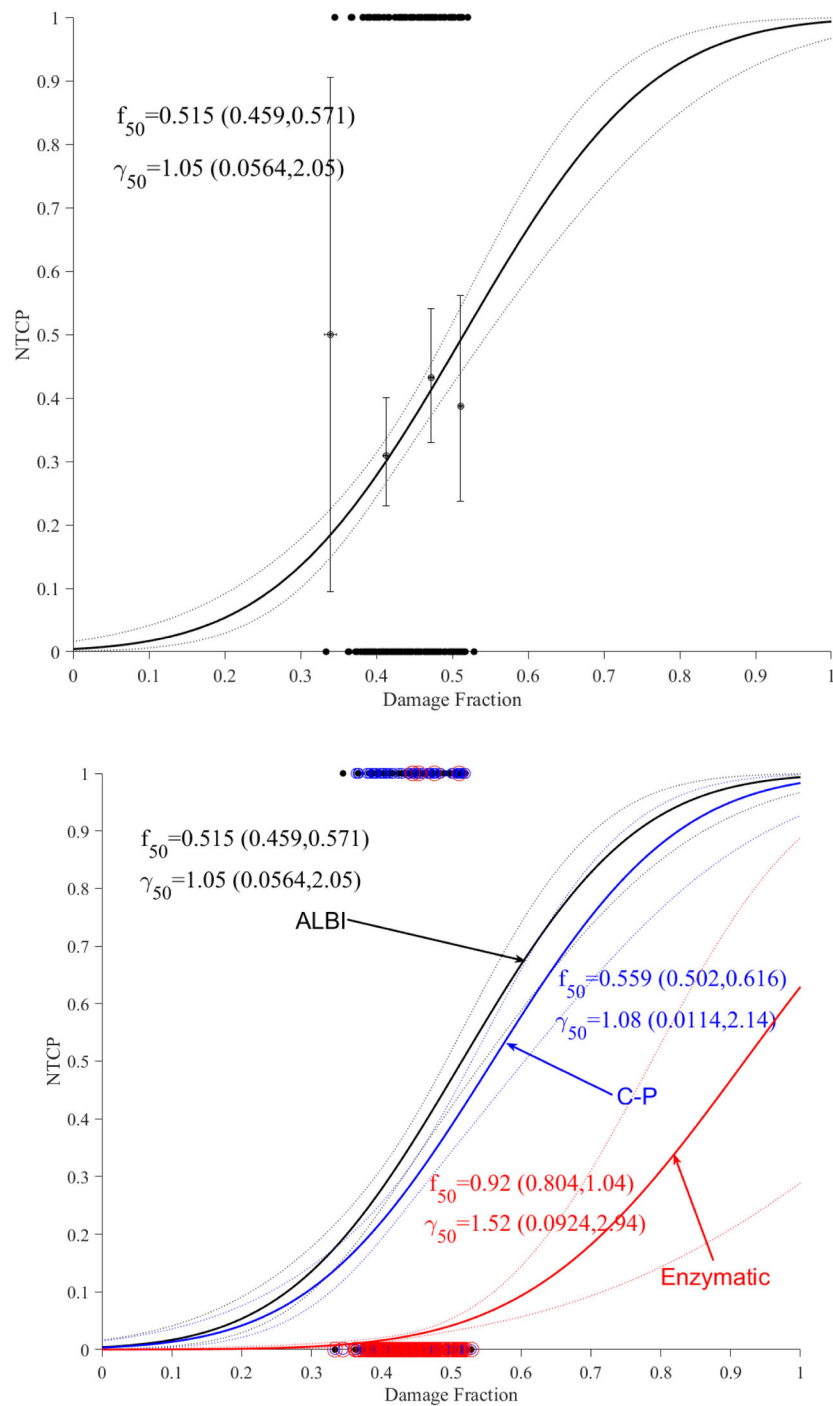 1
0.9
f50=0.515 (0.459,0.571)
0.8
γ50=1.05 (0.0564,2.05)
0.7
0.6
NTCP
0.5
0.4
0.3
0.2
0.1
0
0 0.1 0.2 0.3 0.4 0.5 0.6 0.7 0.8 0.9 1
Damage Fraction
1
0.9
f50=0.515 (0.459,0.571)
0.8
γ50=1.05 (0.0564,2.05)
ALBI
0.7
f50=0.559 (0.502,0.616)
0.6
γ50=1.08 (0.0114,2.14)
NTCP
0.5
C-P
0.4
0.3
f50=0.92 (0.804,1.04)
0.2
γ50=1.52 (0.0924,2.94)
Enzymatic
0.1
0
0 0.1 0.2 0.3 0.4 0.5 0.6 0.7 0.8 0.9 1
Damage Fraction